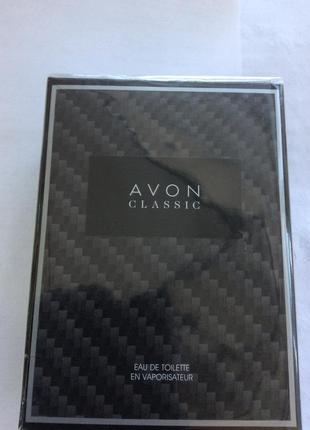 AVON
CLASSIC
EAU DE TOILETTE
EN VAPORISATEUR